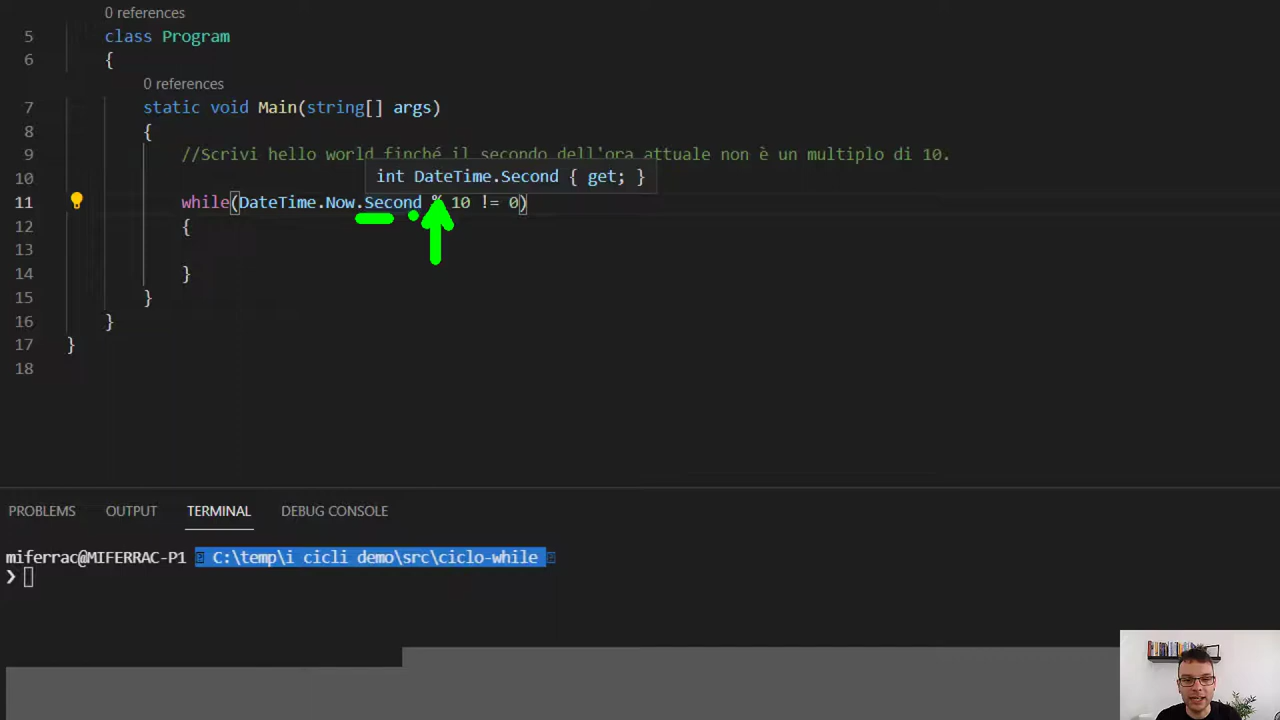 0 references
5 class Program
6 {
0 references
7 static void Main(string[] args)
8 {
9 //Scrivi hello world finché il secondo dell'ora attuale non è un multiplo di 10.
10
int DateTime.Second { get; }
11 while(DateTime.Now.Second % 10 != 0)
12 {
13
14 }
15 }
16 }
17 }
18
PROBLEMS OUTPUT TERMINAL DEBUG CONSOLE
miferrac@MIFERRAC-P1 C:\temp\i cicli demo\src\ciclo-while
❯